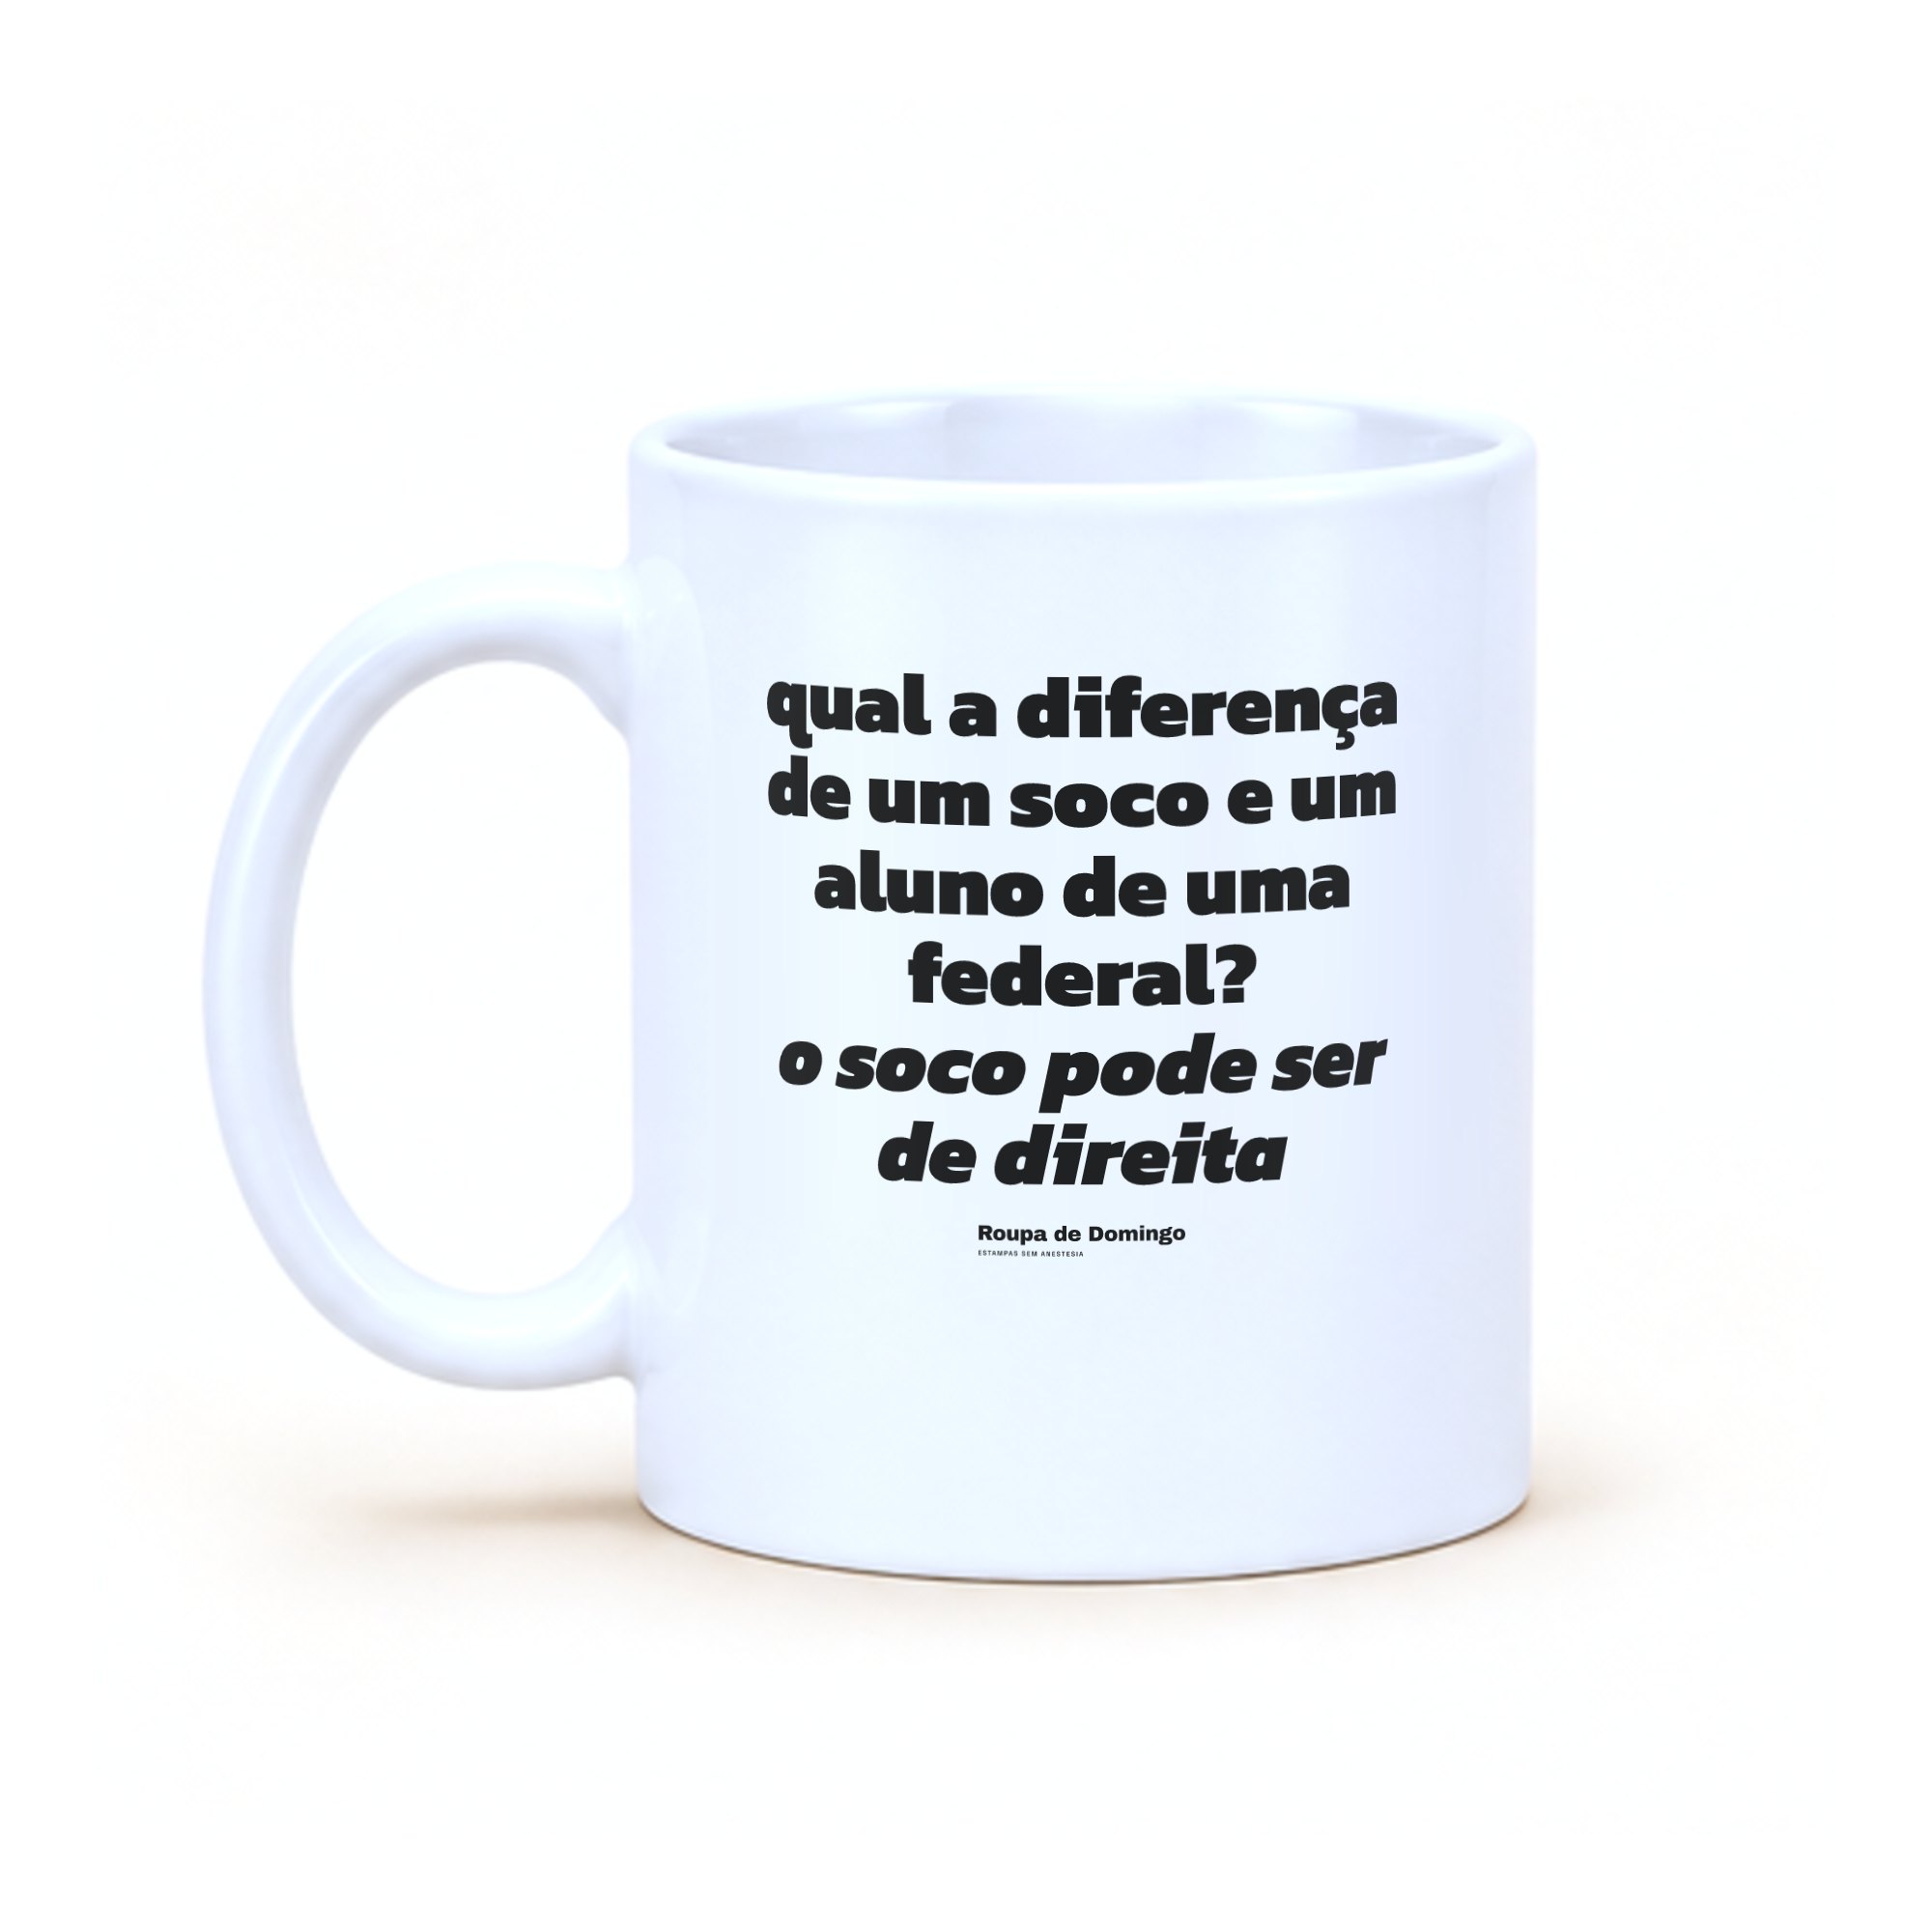 qual a diferença
de um soco e um
aluno de uma
federal?
o soco pode ser
de direita
Roupa de Domingo
ESTAMPAS SEM ANESTESIA